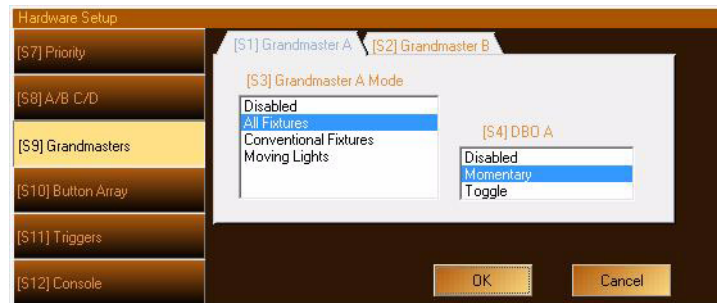 Hardware Setup
[S7] Priority
[S8] A/B C/D
[S9] Grandmasters
[S10] Button Array
[S11] Triggers
[S12] Console
[S1] Grandmaster A
[S2] Grandmaster B
[S3] Grandmaster A Mode
Disabled
All Fixtures
Conventional Fixtures
Moving Lights
[S4] DBO A
Disabled
Momentary
Toggle
OK
Cancel